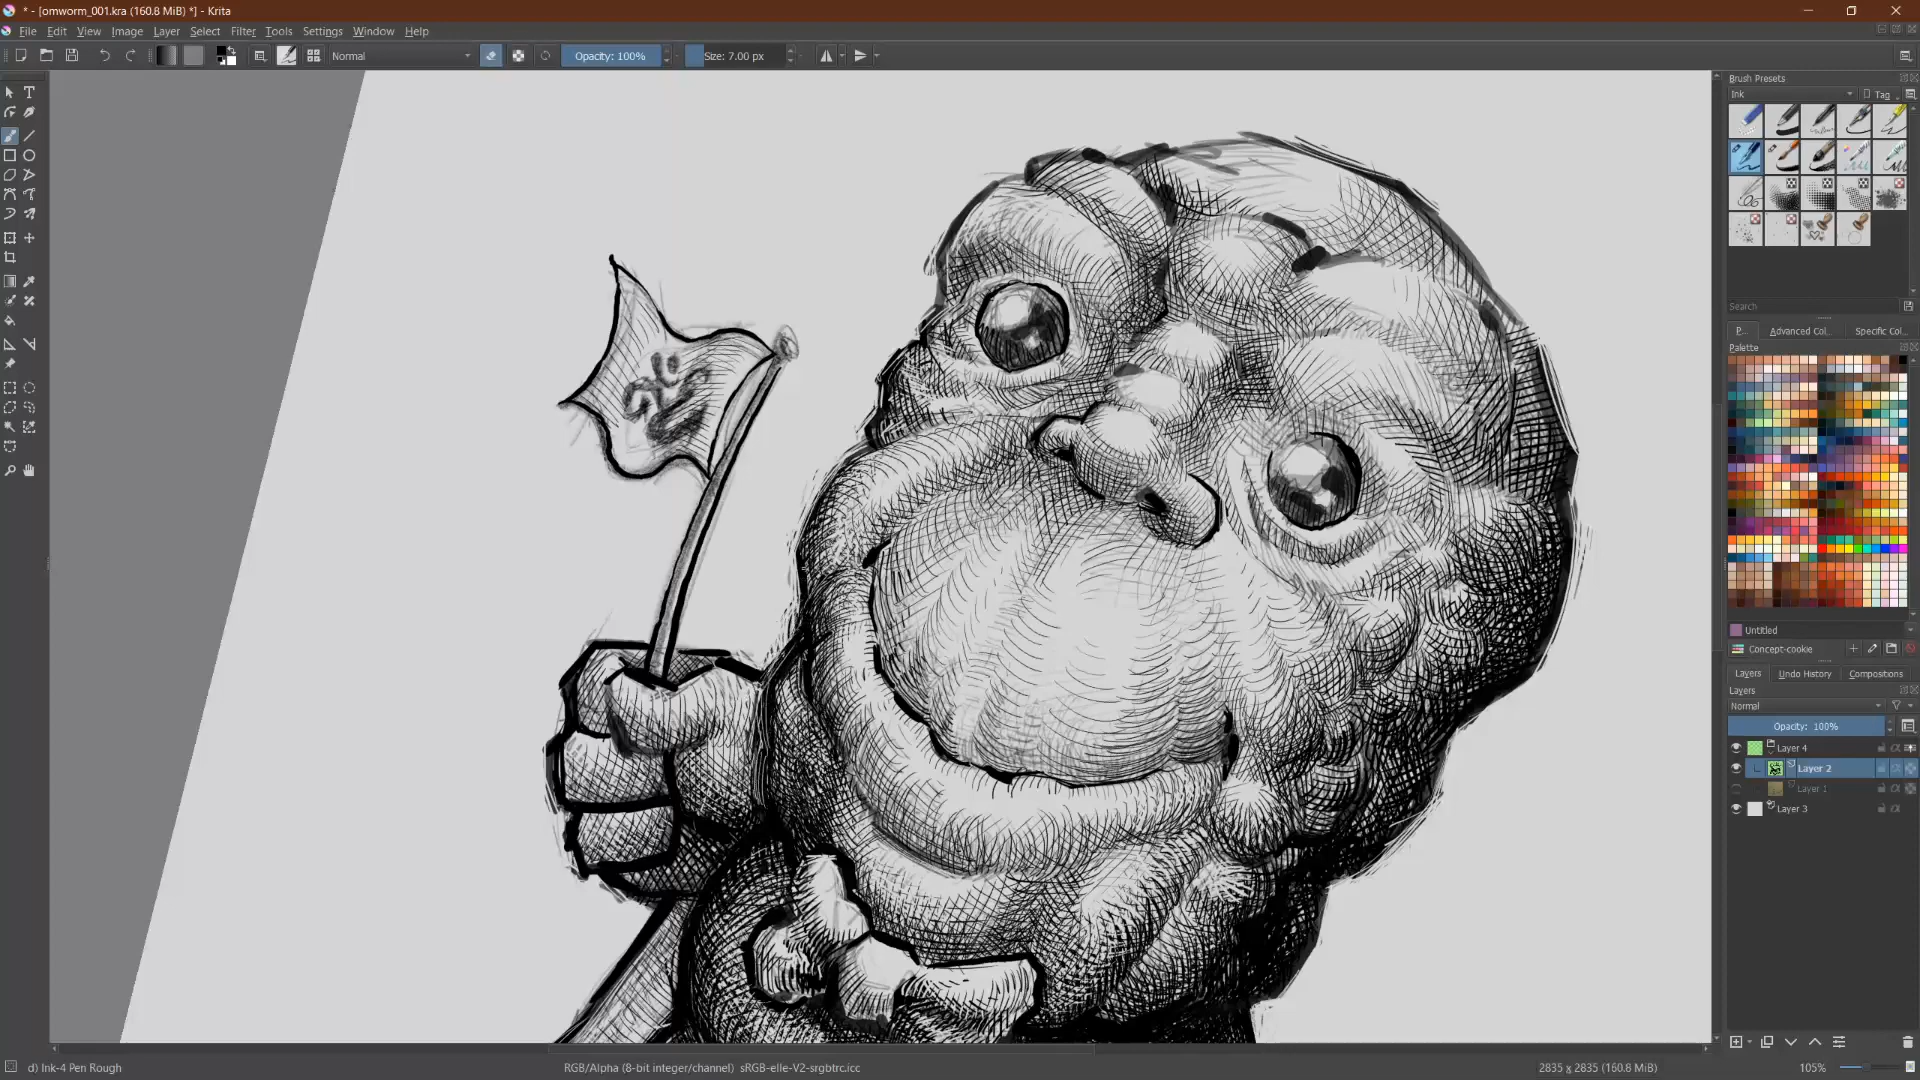 * - [omworm_001.kra (160.8 MiB) *] - Krita
File Edit View Image Layer Select Filter Tools Settings Window Help
Normal Opacity: 100% Size: 7.00 px
Brush Presets
Ink Tag
Search
P... Advanced Col... Specific Col...
Palette
Untitled
Concept-cookie
Layers Undo History Compositions
Layers
Normal
Opacity: 100%
Layer 4
Layer 2
Layer 1
Layer 3
d) Ink-4 Pen Rough RGB/Alpha (8-bit integer/channel) sRGB-elle-V2-srgbtrc.icc 2835 x 2835 (160.8 MiB) 105%